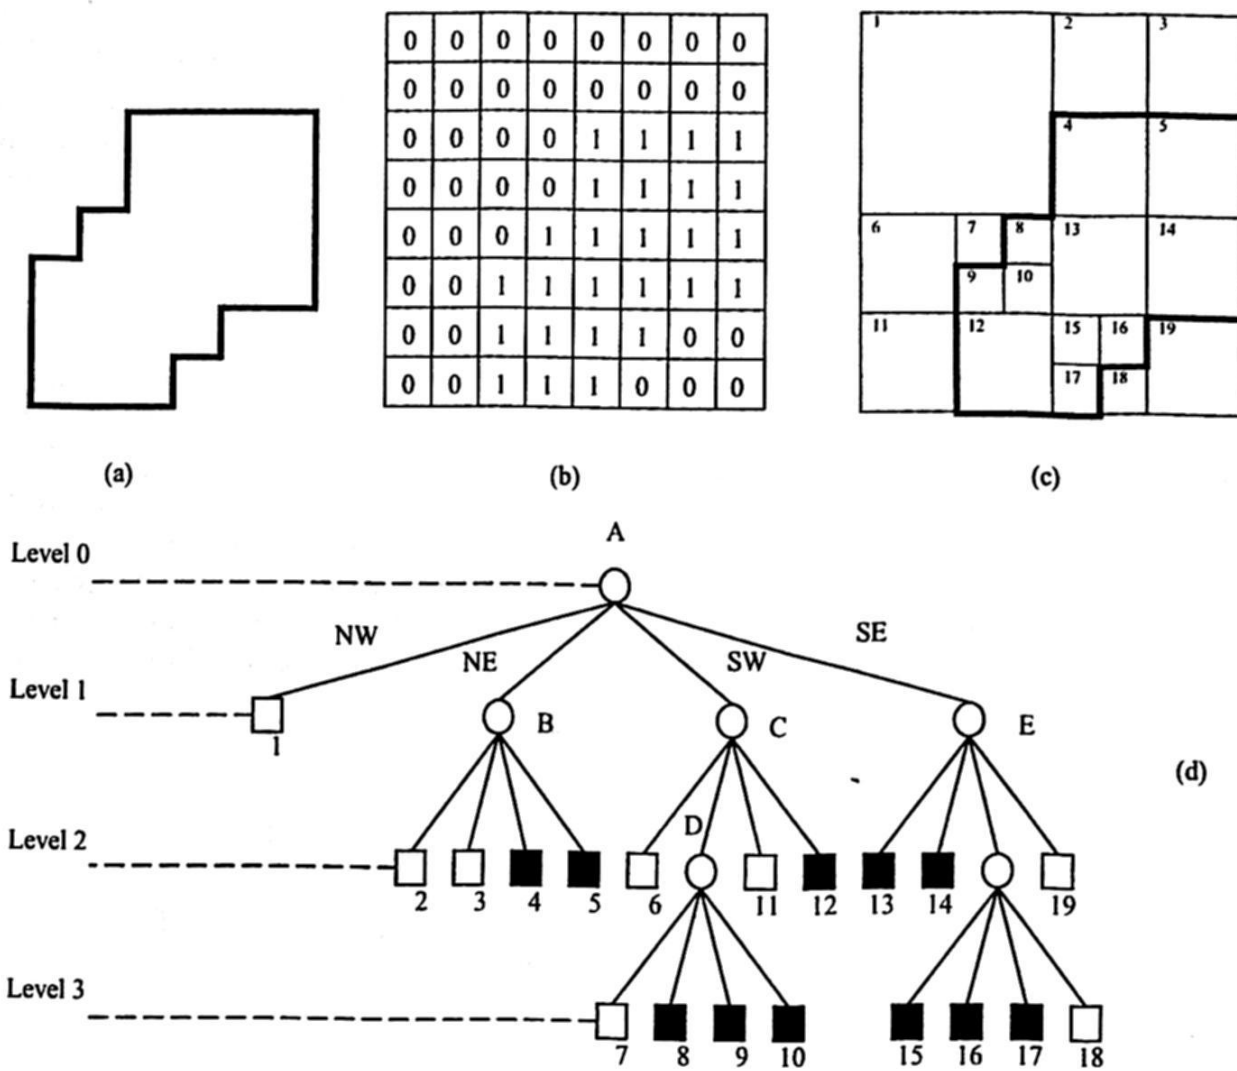 0 0 0 0 0 0 0 0
0 0 0 0 0 0 0 0
0 0 0 0 1 1 1 1
0 0 0 0 1 1 1 1
0 0 0 1 1 1 1 1
0 0 1 1 1 1 1 1
0 0 1 1 1 1 0 0
0 0 1 1 1 0 0 0
1 2 3
4 5
6 7 8 13 14
9 10
11 12 15 16 19
17 18
(a) (b) (c)
A
Level 0
NW NE SW SE
Level 1
1 B C E
(d)
D
Level 2
2 3 4 5 6 11 12 13 14 19
Level 3
7 8 9 10 15 16 17 18